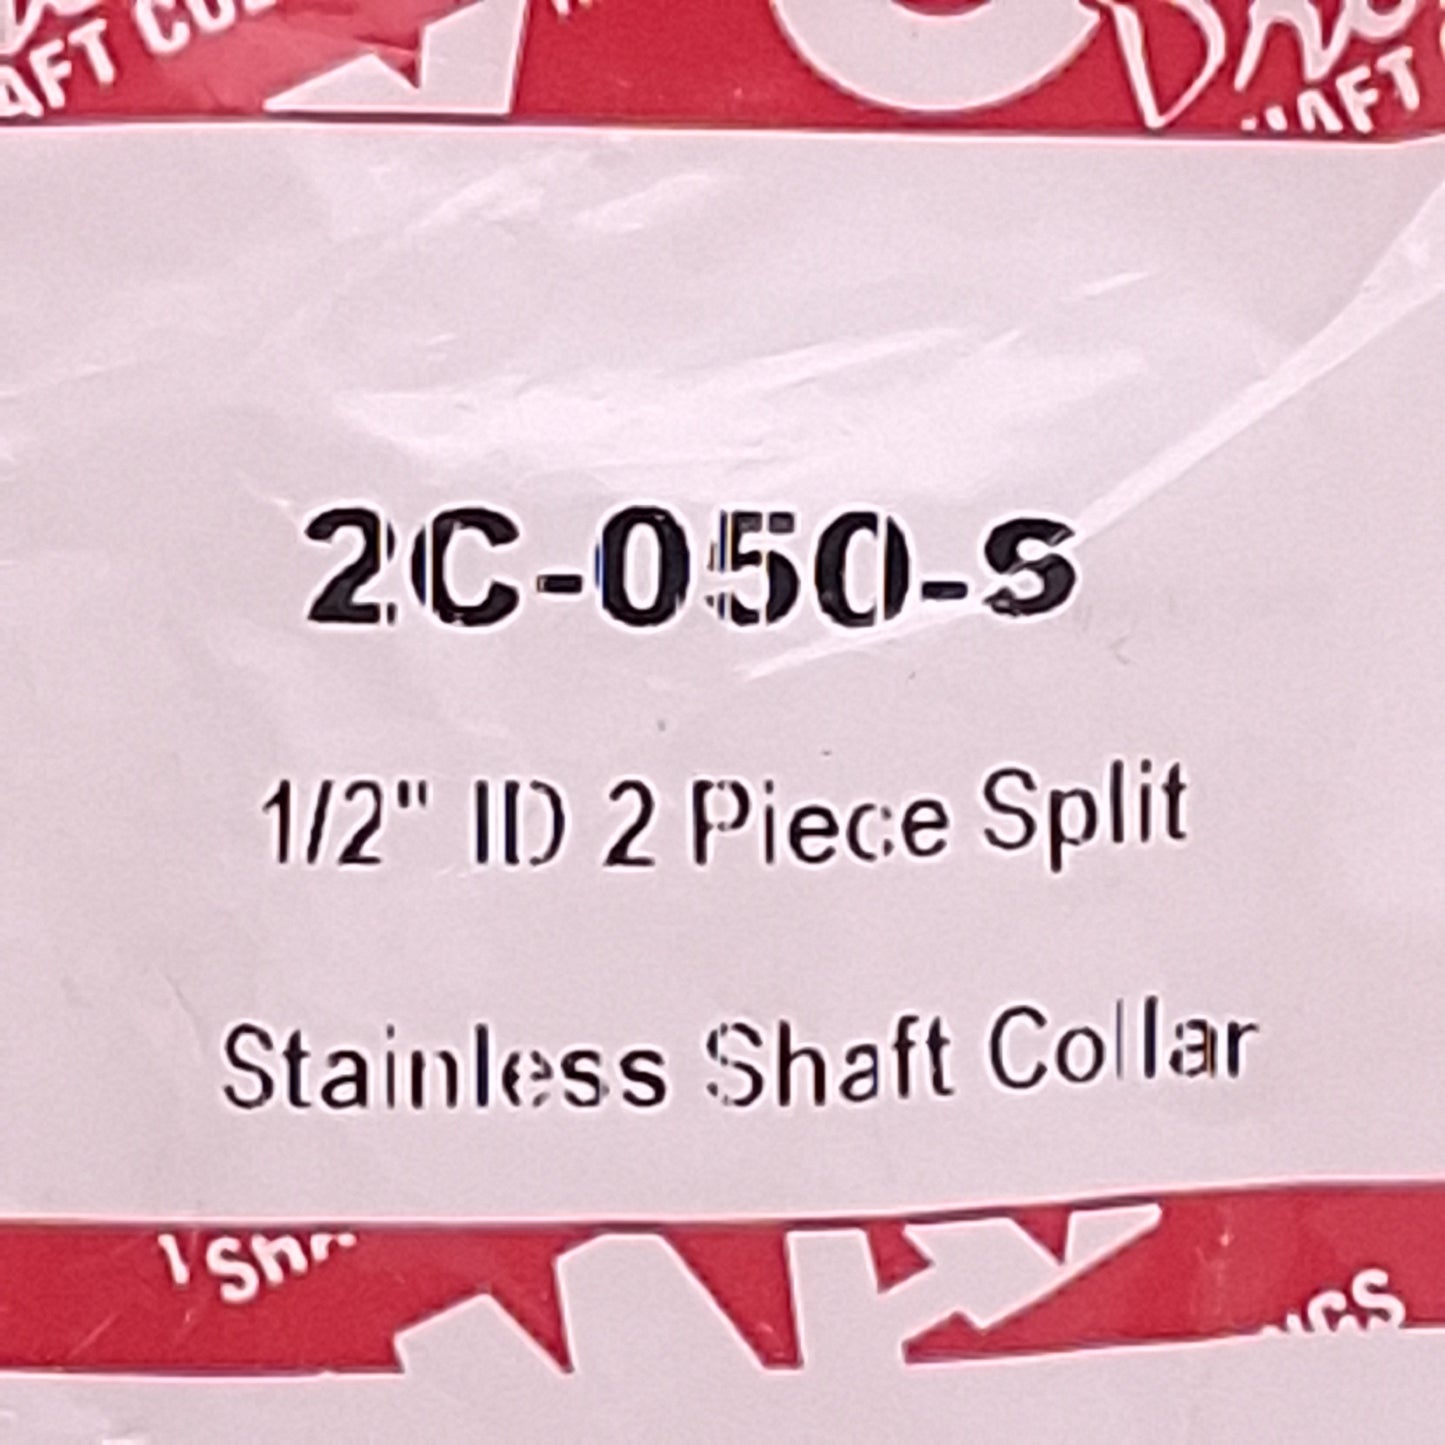 2C-050-S
1/2" ID 2 Piece Split
Stainless Shaft Collar